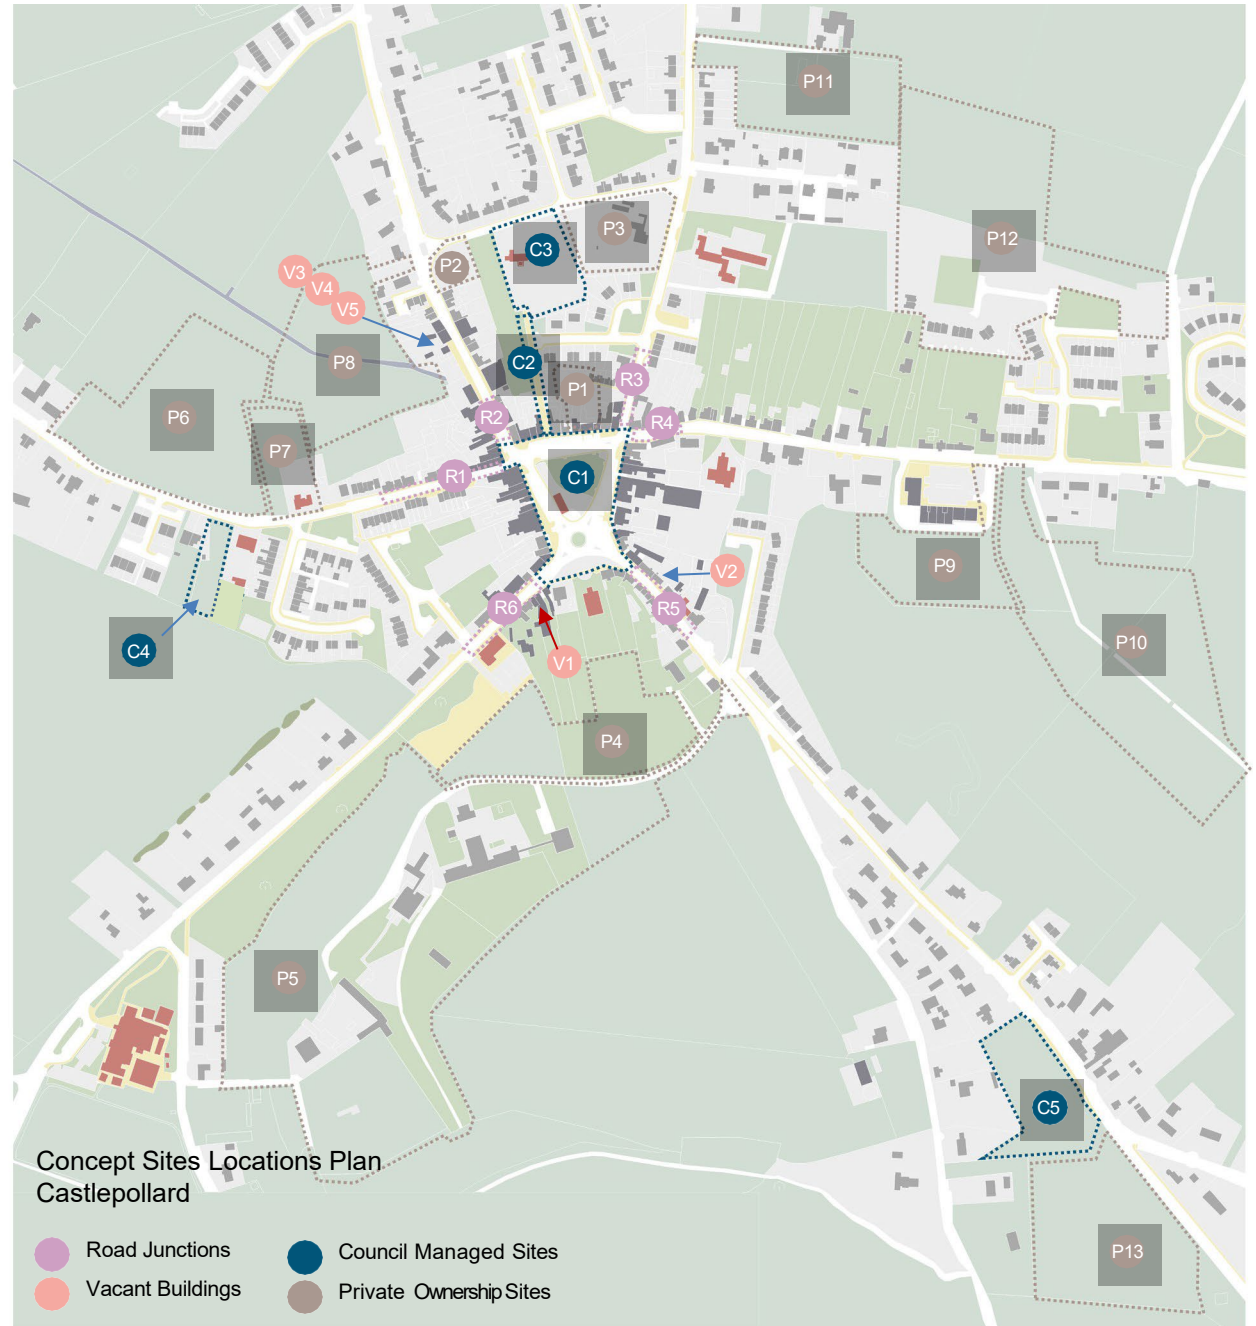 P11
P3
C3
P12
P2
V3
V4
V5
C2
P8
P1
R3
P6
R2
R4
P7
R1
C1
P9
V2
R6
R5
P10
C4
V1
P4
P5
C5
Concept Sites Locations Plan
Castlepollard
Road Junctions
Council Managed Sites
P13
Vacant Buildings
Private Ownership Sites